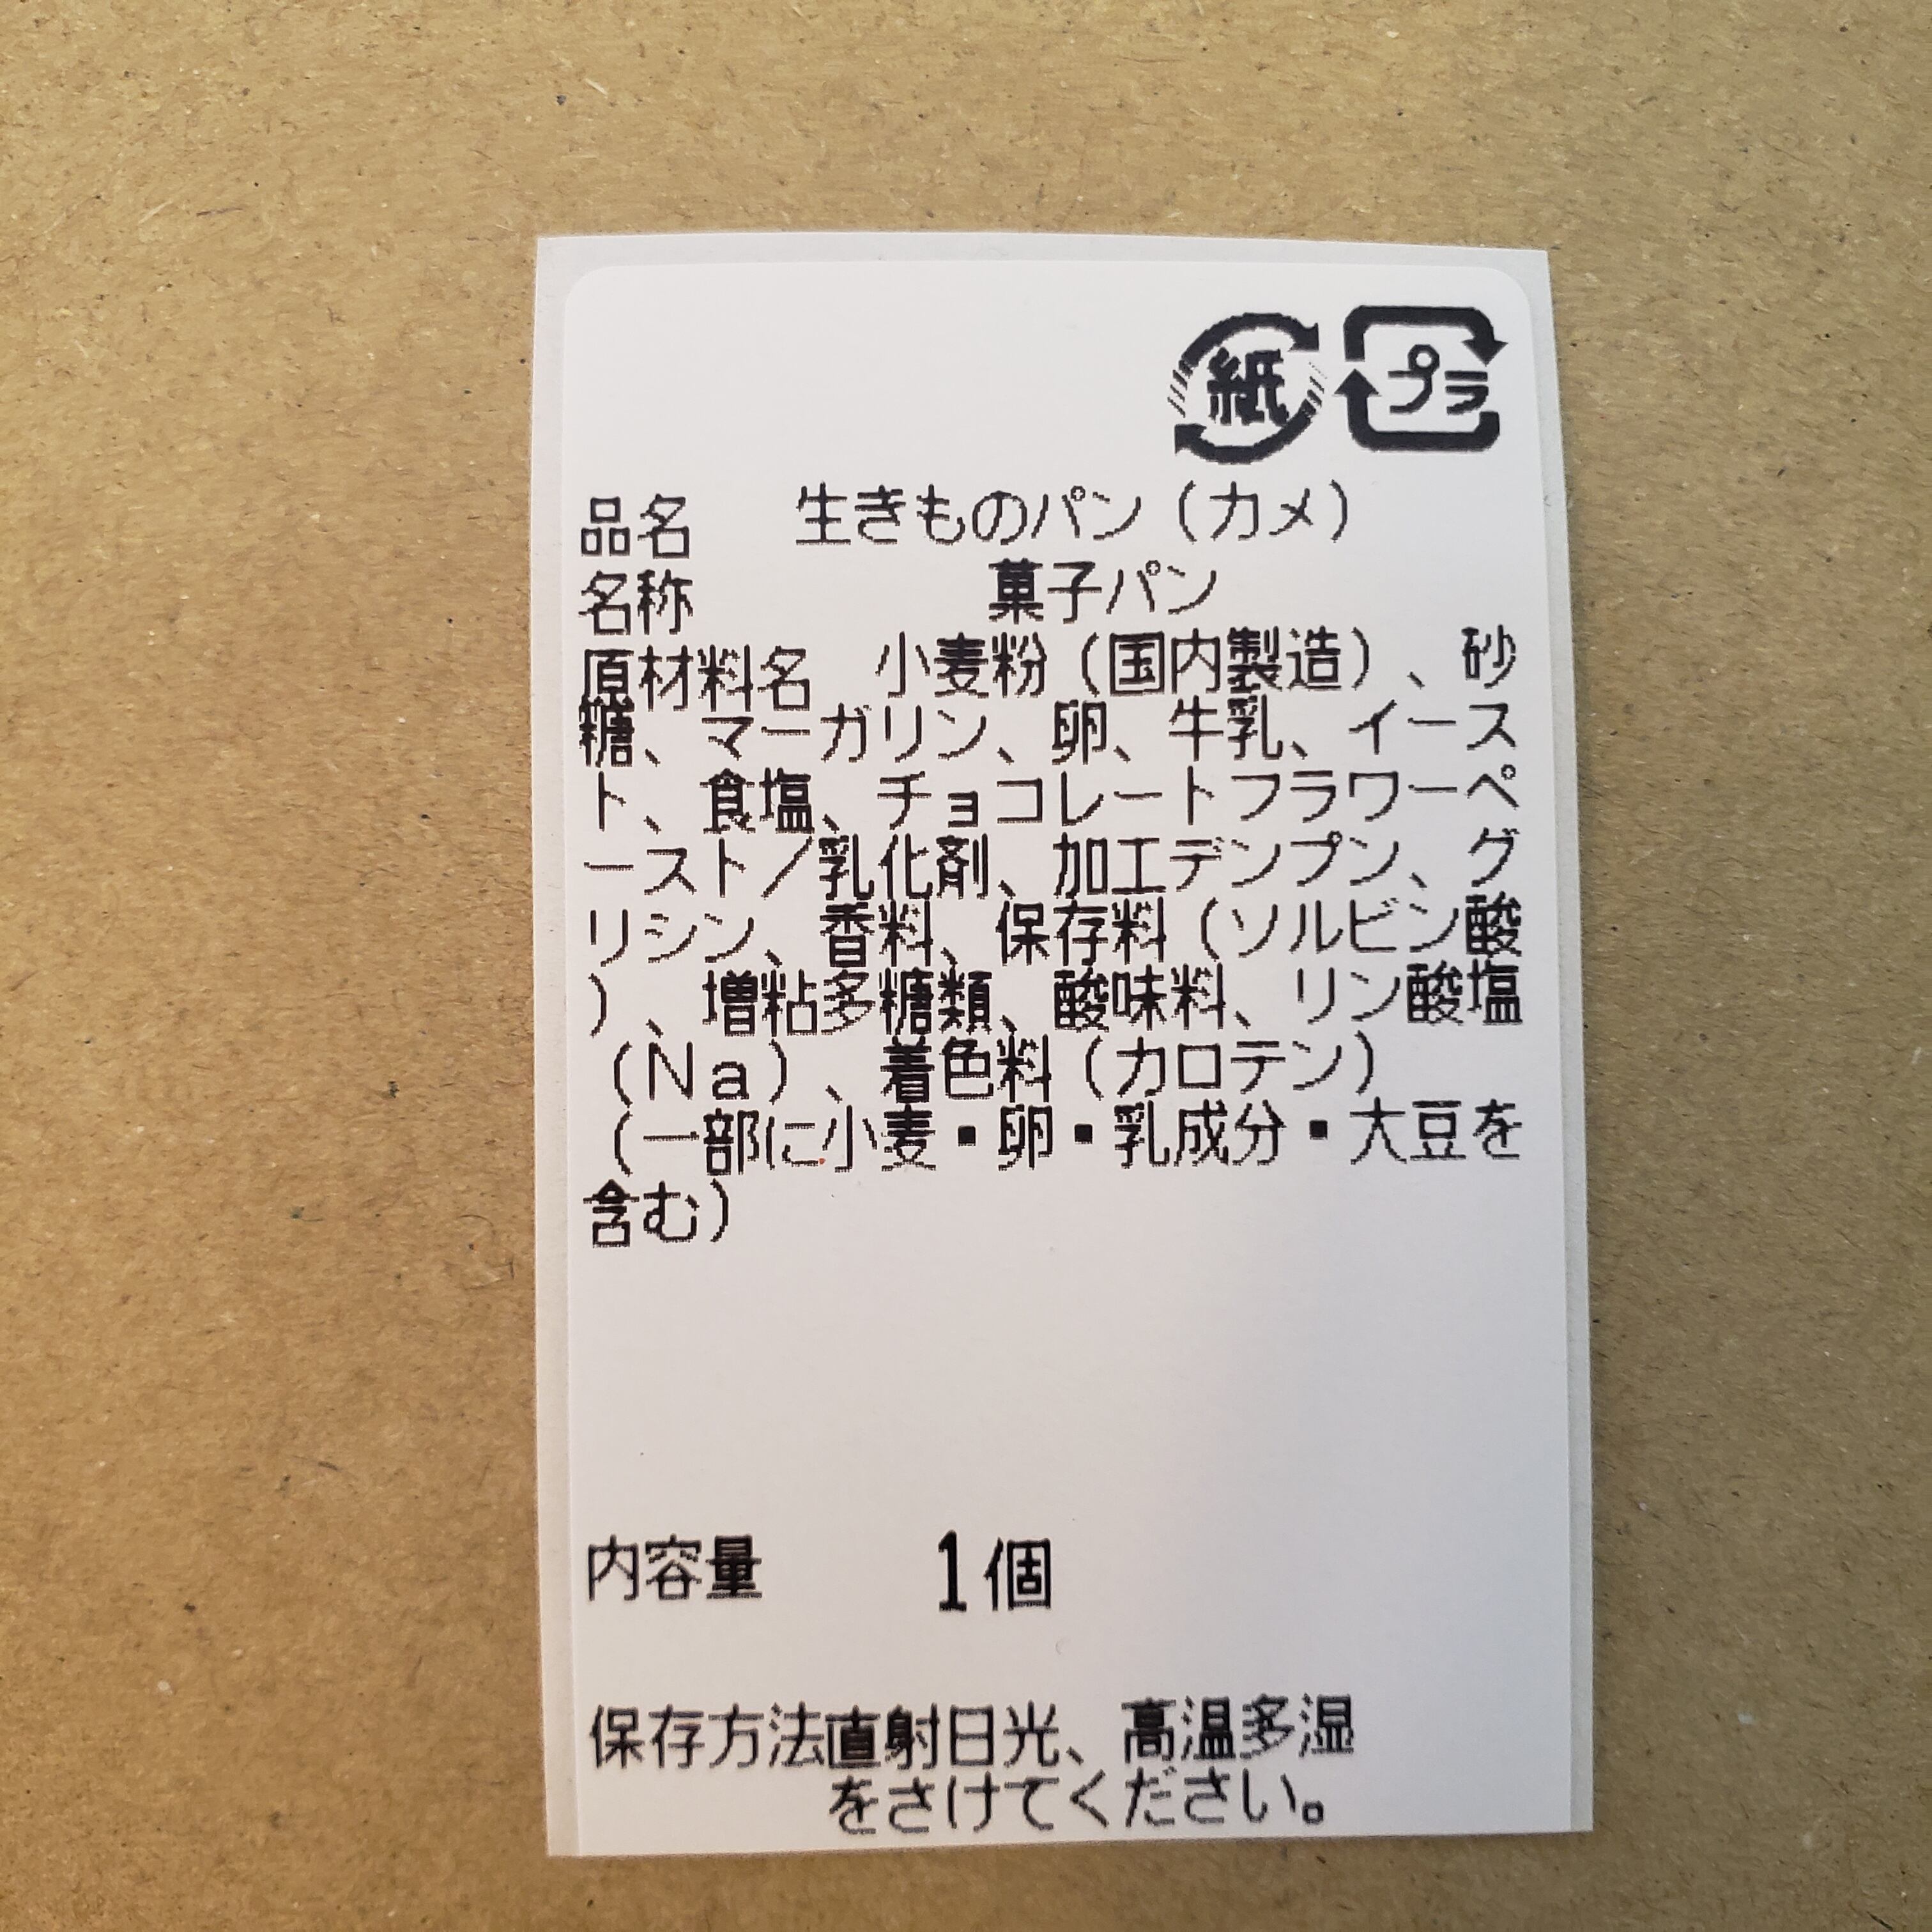 紙 プラ
品名 生きものパン（カメ）
名称 菓子パン
原材料名 小麦粉（国内製造）、砂
糖、マーガリン、卵、牛乳、イース
ト、食塩、チョコレートフラワーペ
ースト／乳化剤、加工デンプン、グ
リシン、香料、保存料（ソルビン酸
）、増粘多糖類、酸味料、リン酸塩
（Ｎａ）、着色料（カロテン）
（一部に小麦・卵・乳成分・大豆を
含む）
内容量 1個
保存方法直射日光、高温多湿
をさけてください。